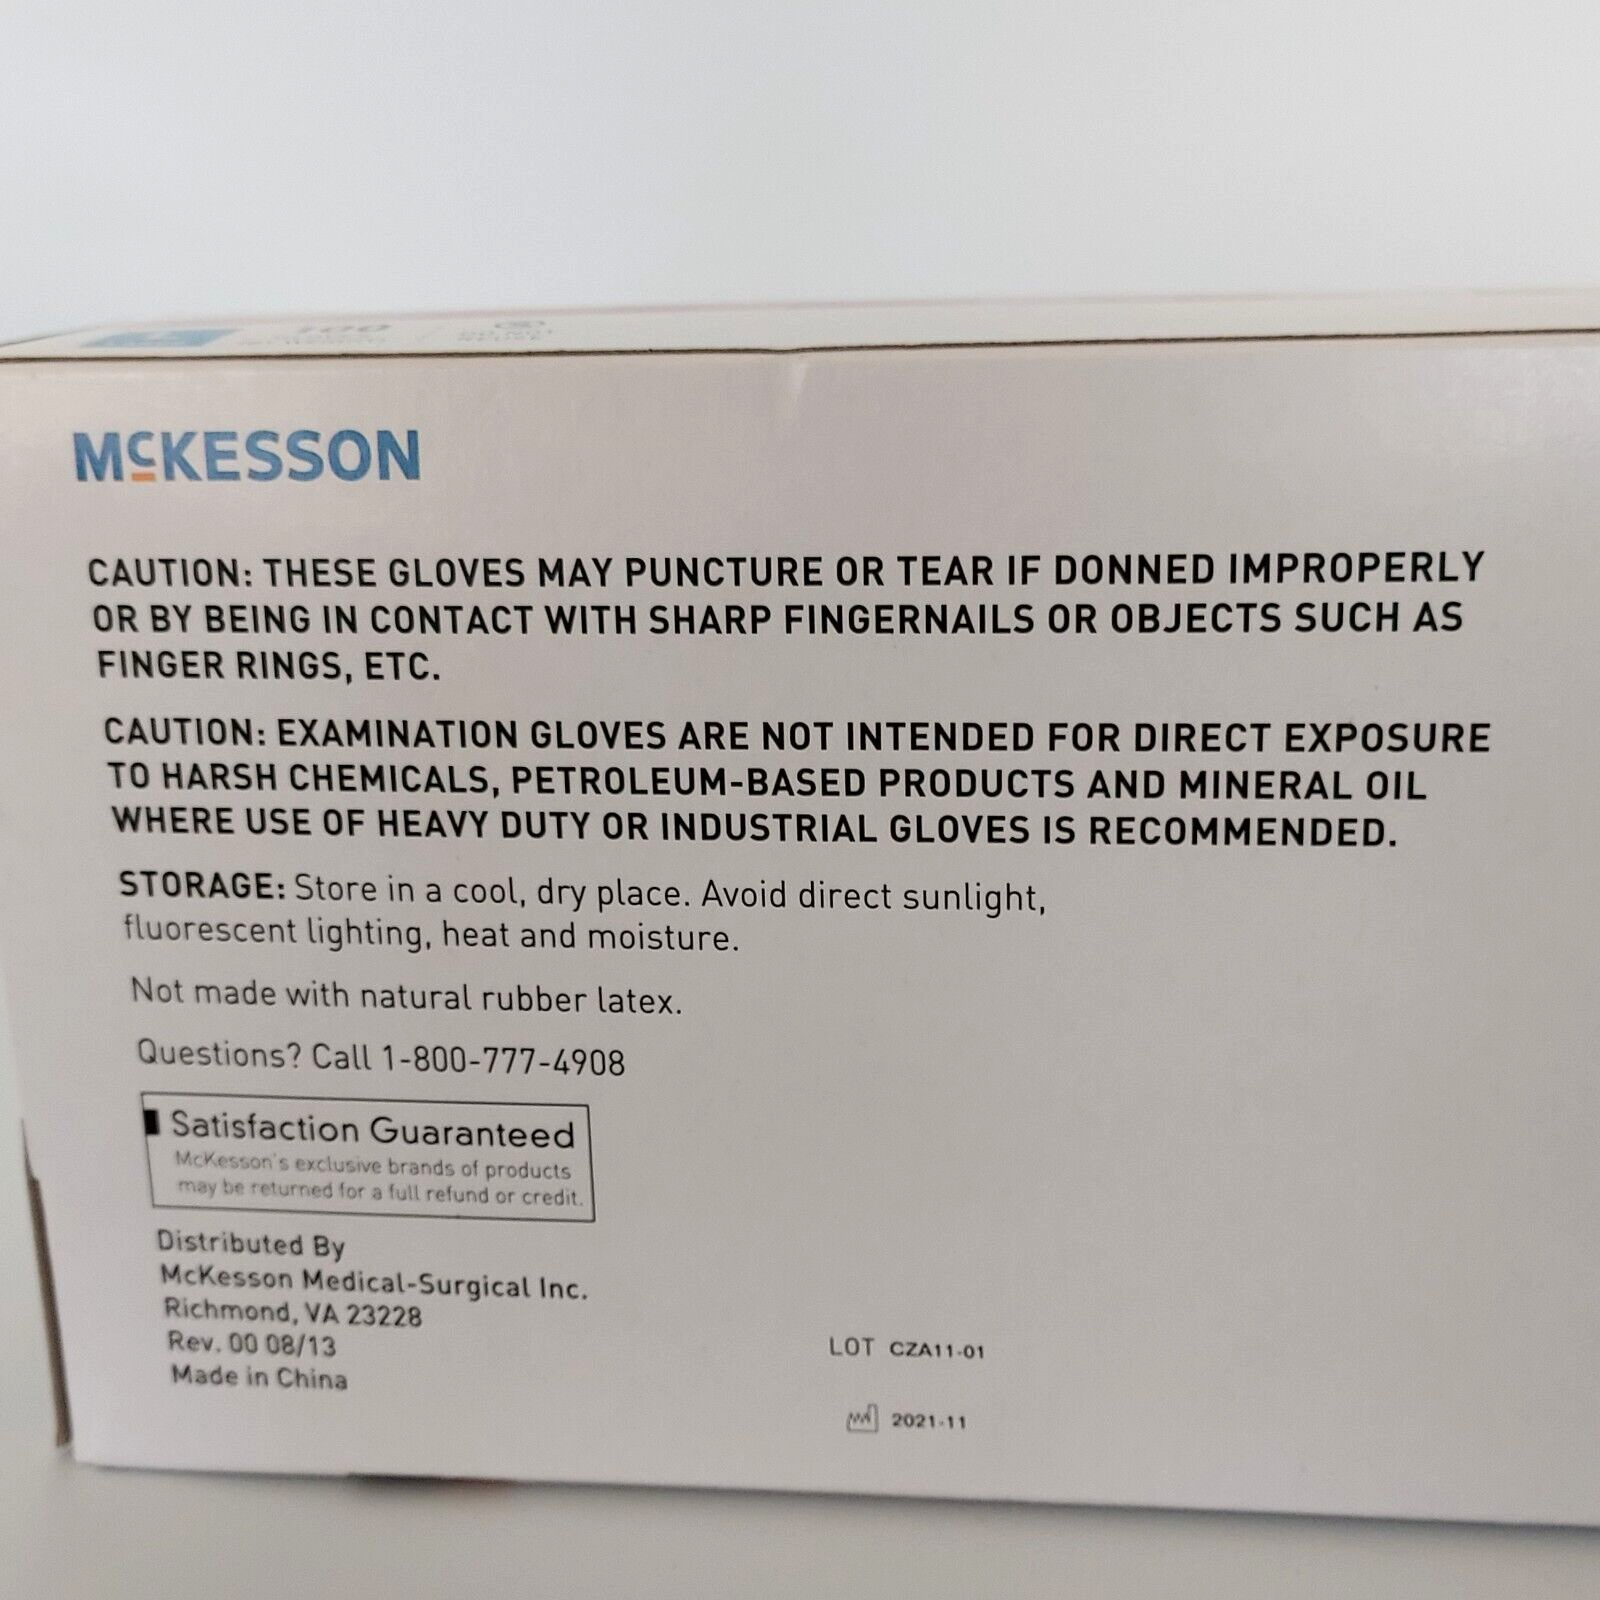 100
DO NOT
REUSE
McKESSON
CAUTION: THESE GLOVES MAY PUNCTURE OR TEAR IF DONNED IMPROPERLY
OR BY BEING IN CONTACT WITH SHARP FINGERNAILS OR OBJECTS SUCH AS
FINGER RINGS, ETC.
CAUTION: EXAMINATION GLOVES ARE NOT INTENDED FOR DIRECT EXPOSURE
TO HARSH CHEMICALS, PETROLEUM-BASED PRODUCTS AND MINERAL OIL
WHERE USE OF HEAVY DUTY OR INDUSTRIAL GLOVES IS RECOMMENDED.
STORAGE: Store in a cool, dry place. Avoid direct sunlight,
fluorescent lighting, heat and moisture.
Not made with natural rubber latex.
Questions? Call 1-800-777-4908
Satisfaction Guaranteed
McKesson's exclusive brands of products
may be returned for a full refund or credit.
Distributed By
McKesson Medical-Surgical Inc.
Richmond, VA 23228
Rev. 00 08/13
Made in China
LOT CZA11-01
2021-11